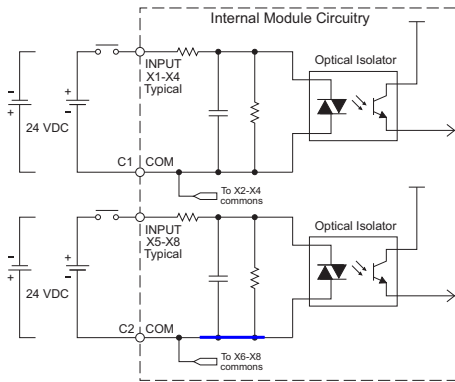 Internal Module Circuitry
Optical Isolator
INPUT
X1-X4
Typical
-
+
+
-
24 VDC
C1
COM
To X2-X4
commons
Optical Isolator
INPUT
X5-X8
Typical
+
-
+
-
24 VDC
C2
COM
To X6-X8
commons